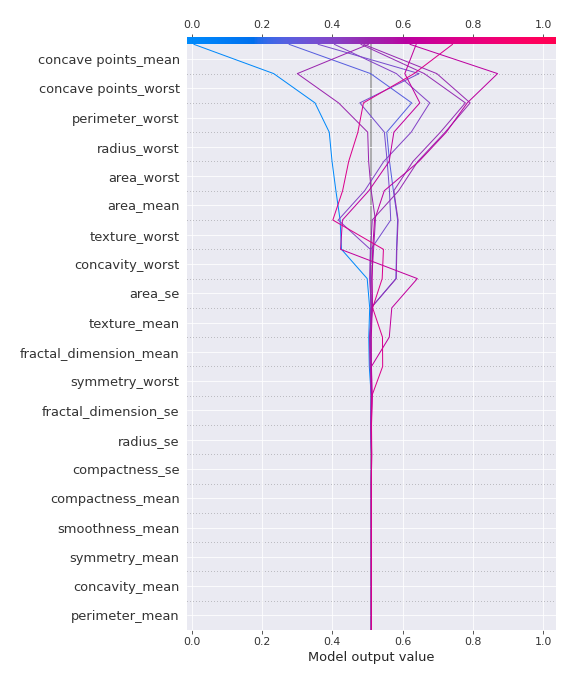 0.0 0.2 0.4 0.6 0.8 1.0
concave points_mean
concave points_worst
perimeter_worst
radius_worst
area_worst
area_mean
texture_worst
concavity_worst
area_se
texture_mean
fractal_dimension_mean
symmetry_worst
fractal_dimension_se
radius_se
compactness_se
compactness_mean
smoothness_mean
symmetry_mean
concavity_mean
perimeter_mean
0.0 0.2 0.4 0.6 0.8 1.0
Model output value